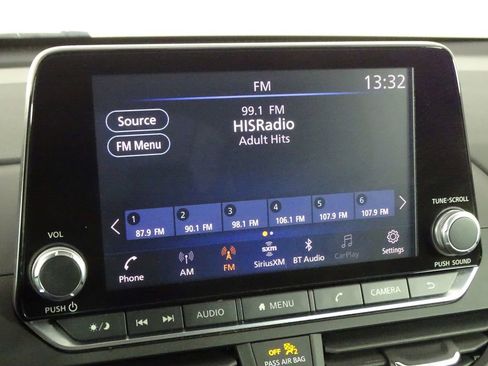 FM
13:32
99.1 FM
HISRadio
Adult Hits
Source
FM Menu
1 2 3 4 5 6
87.9 FM 90.1 FM 98.1 FM 106.1 FM 107.9 FM 107.9 FM
VOL
TUNE•SCROLL
Phone AM FM sxm SiriusXM BT Audio CarPlay Settings
PUSH
PUSH SOUND
AUDIO MENU CAMERA
OFF 2
PASS AIR BAG